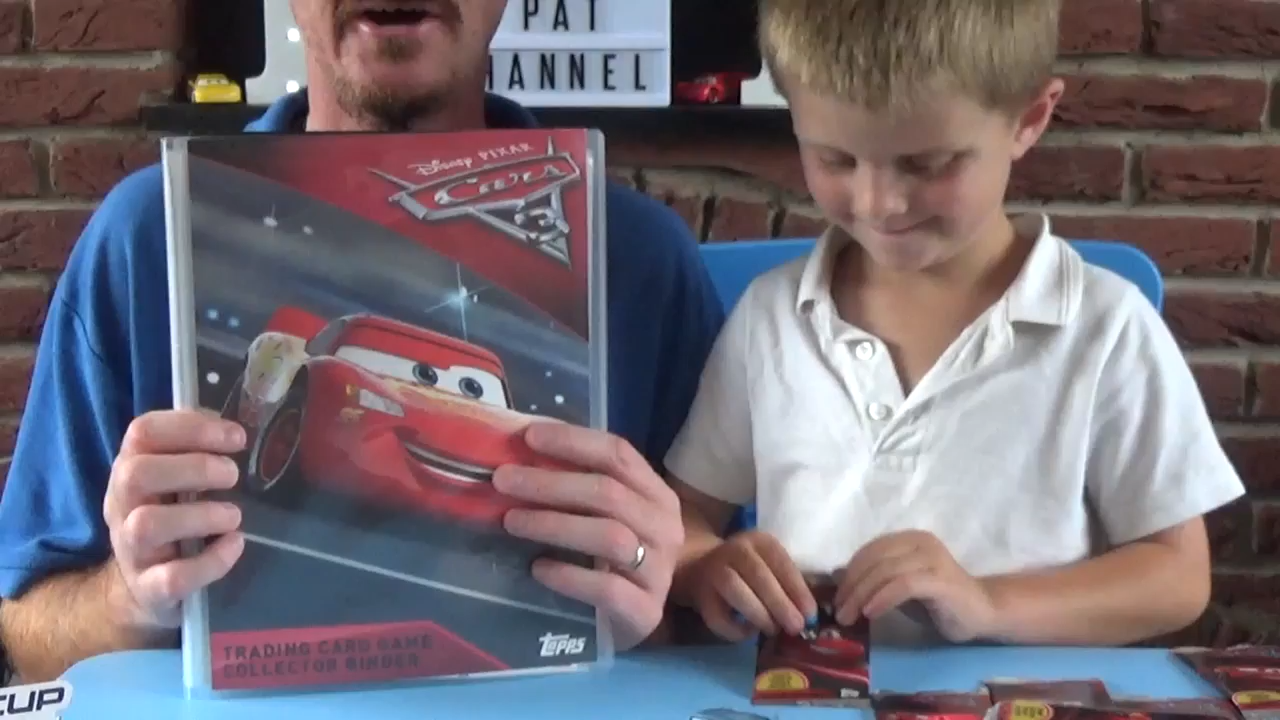 PAT
HANNEL
Disney PIXAR
Cars
3
TRADING CARD GAME
COLLECTOR BINDER
TOPPS
CUP